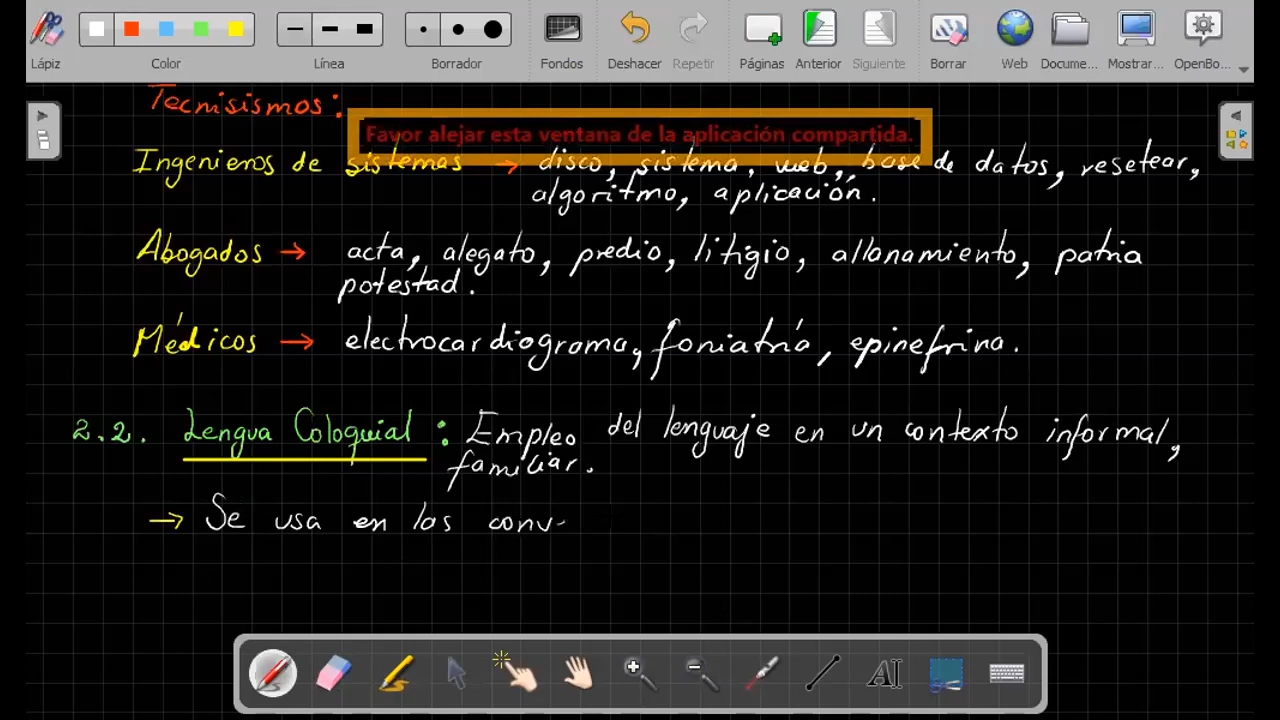 Lápiz Color Línea Borrador Fondos Deshacer Repetir Páginas Anterior Siguiente Borrar Web Docume... Mostrar... OpenBo...
Tecnisismos:
Favor alejar esta ventana de la aplicación compartida.
Ingenieros de sistemas → disco, sistema, web, base de datos, resetear,
algoritmo, aplicación.
Abogados → acta, alegato, predio, litigio, allanamiento, patria
potestad.
Médicos → electrocardiograma, foniatría, epinefrina.
2.2. Lengua Coloquial: Empleo del lenguaje en un contexto informal,
familiar.
→ Se usa en las conv